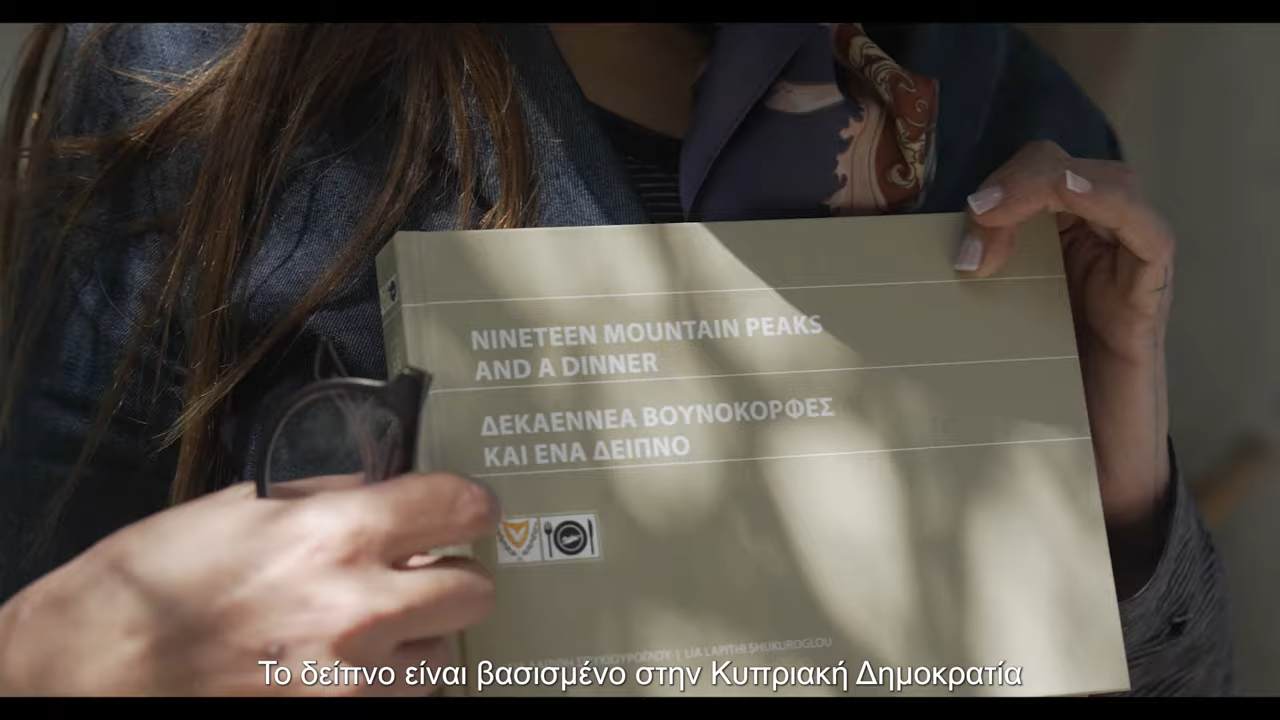 NINETEEN MOUNTAIN PEAKS
AND A DINNER
ΔΕΚΑΕΝΝΕΑ ΒΟΥΝΟΚΟΡΦΕΣ
ΚΑΙ ΕΝΑ ΔΕΙΠΝΟ
| LIA LAPITHI SHUKUROGLOU
Το δείπνο είναι βασισμένο στην Κυπριακή Δημοκρατία